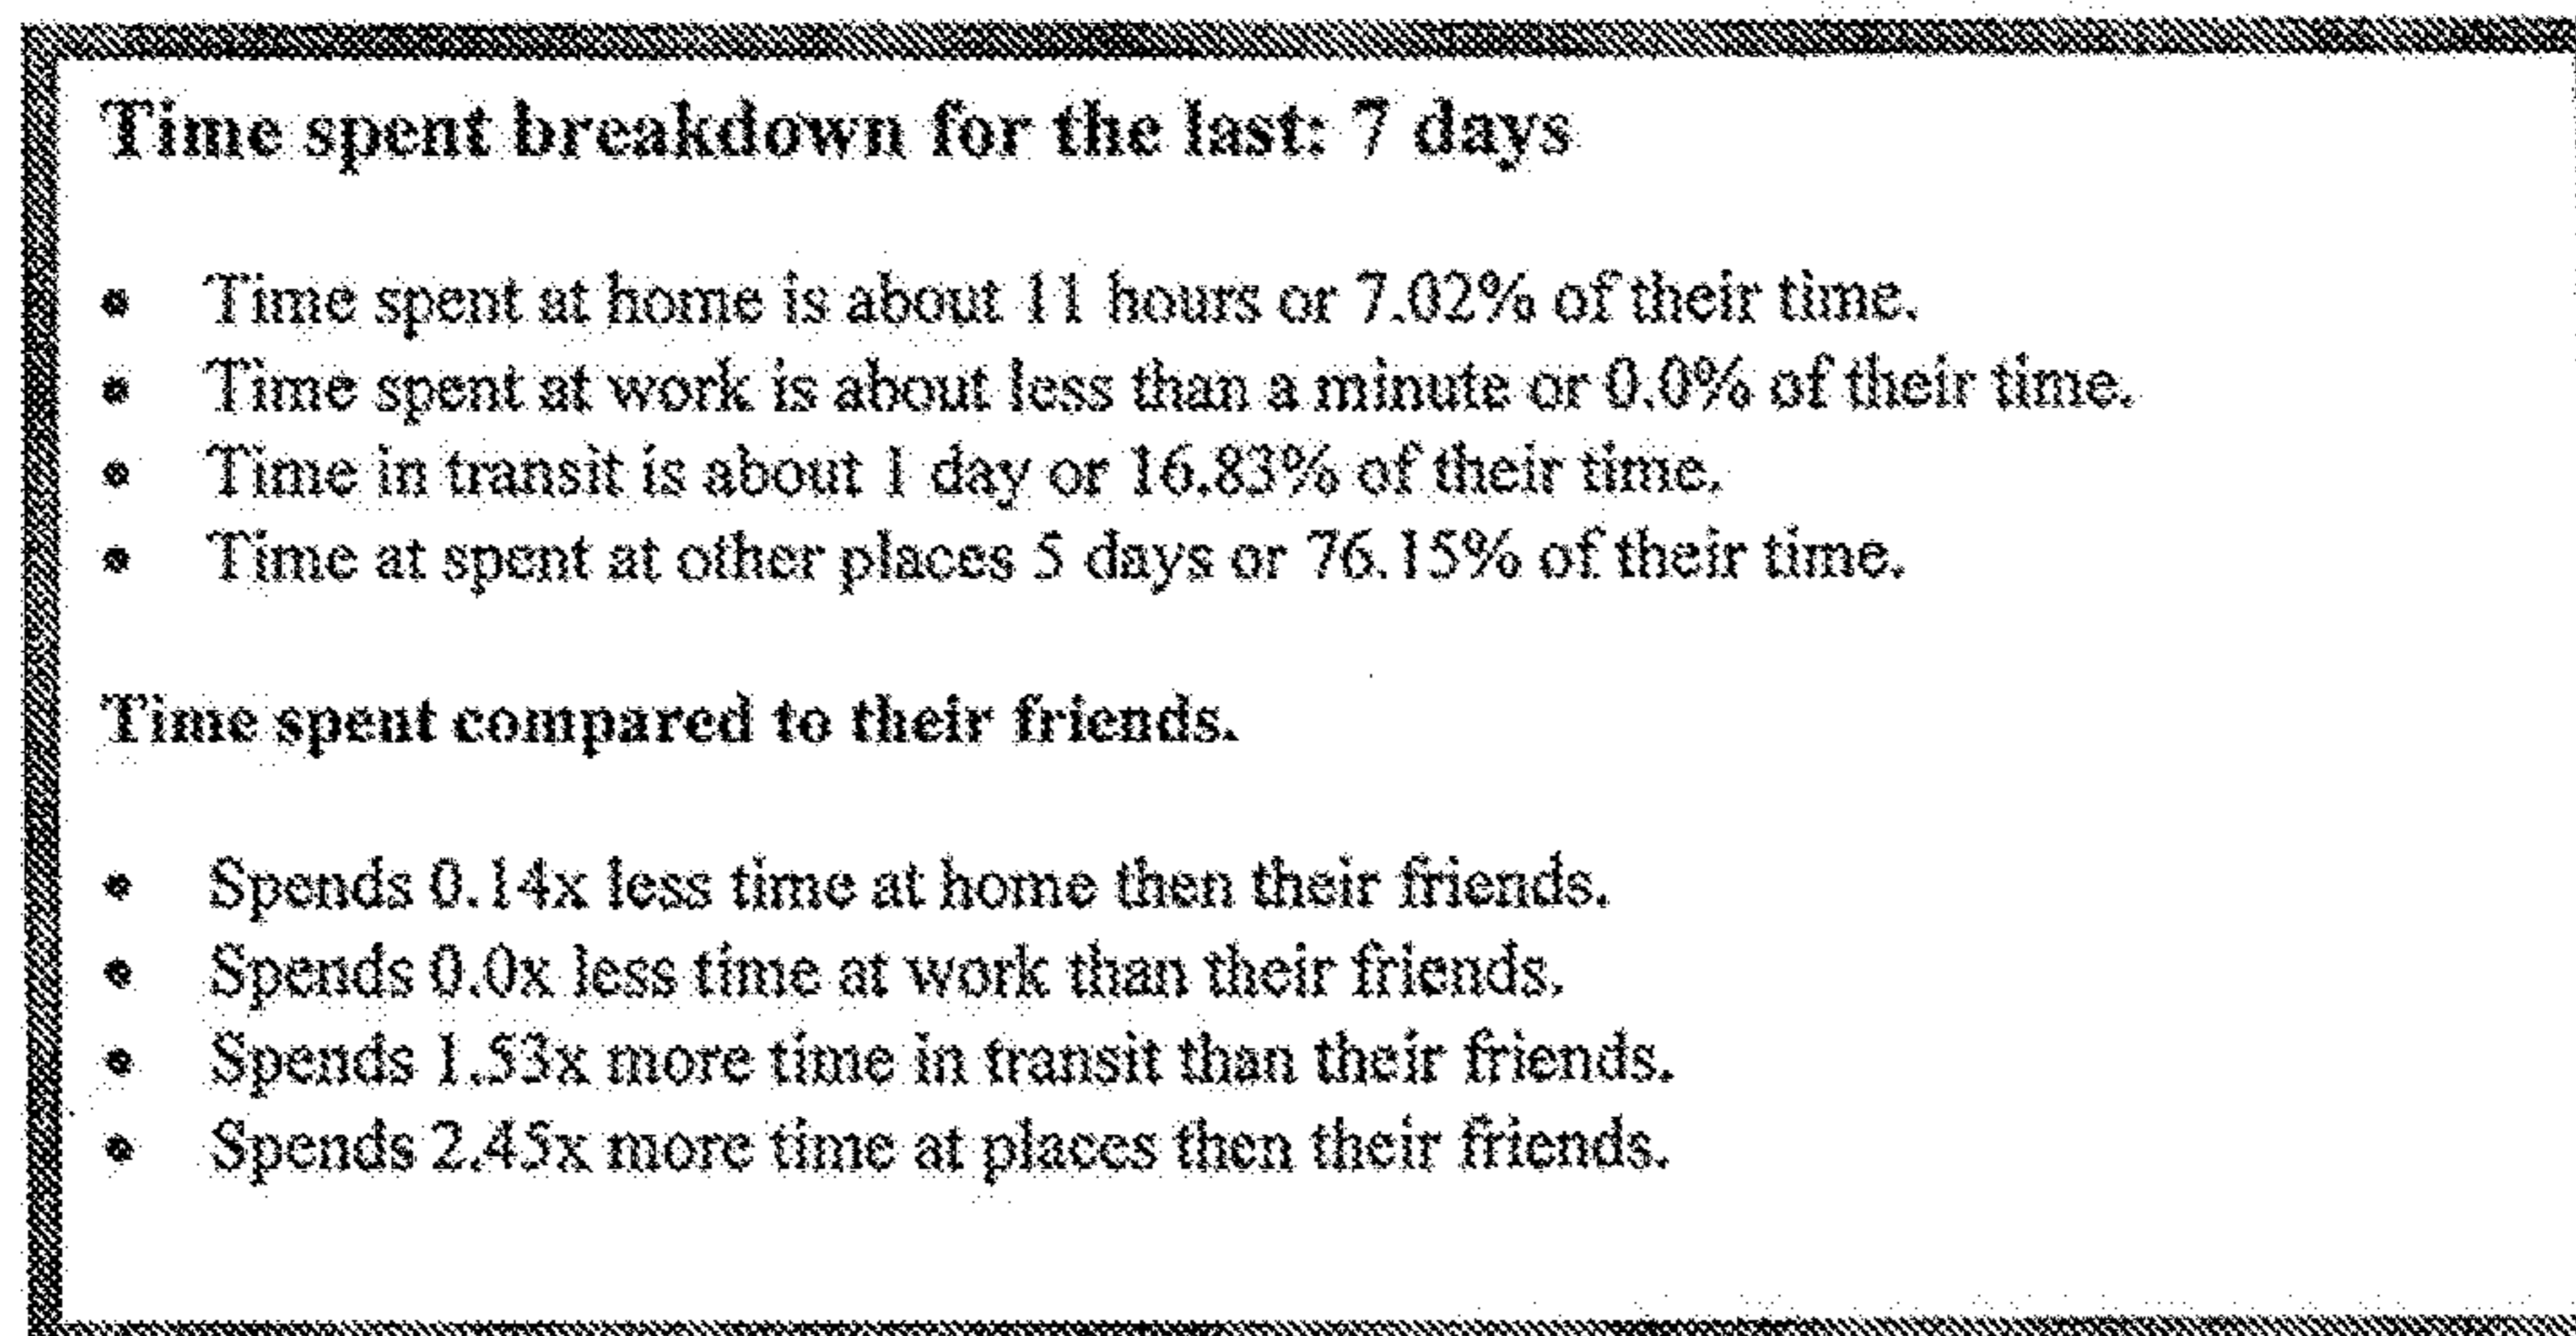 Time spent breakdown for the last: 7 days
• Time spent at home is about 11 hours or 7.02% of their time.
• Time spent at work is about less than a minute or 0.0% of their time.
• Time in transit is about 1 day or 16.83% of their time.
• Time at spent at other places 5 days or 76.15% of their time.
Time spent compared to their friends.
• Spends 0.14x less time at home then their friends.
• Spends 0.0x less time at work than their friends.
• Spends 1.53x more time in transit than their friends.
• Spends 2.45x more time at places then their friends.